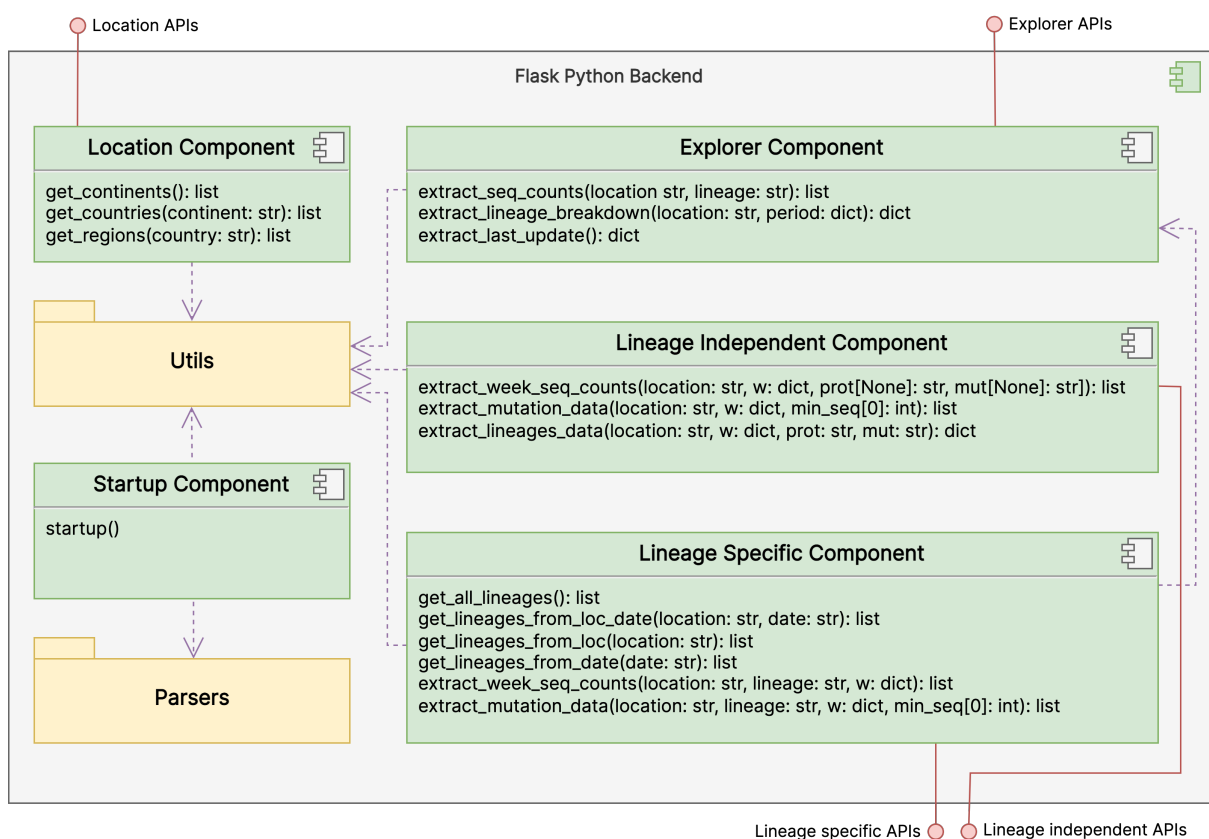 Location APIs
Explorer APIs
Flask Python Backend
Location Component
get_continents(): list
get_countries(continent: str): list
get_regions(country: str): list
Explorer Component
extract_seq_counts(location str, lineage: str): list
extract_lineage_breakdown(location: str, period: dict): dict
extract_last_update(): dict
Utils
Lineage Independent Component
extract_week_seq_counts(location: str, w: dict, prot[None]: str, mut[None]: str]): list
extract_mutation_data(location: str, w: dict, min_seq[0]: int): list
extract_lineages_data(location: str, w: dict, prot: str, mut: str): dict
Startup Component
startup()
Lineage Specific Component
get_all_lineages(): list
get_lineages_from_loc_date(location: str, date: str): list
get_lineages_from_loc(location: str): list
get_lineages_from_date(date: str): list
extract_week_seq_counts(location: str, lineage: str, w: dict): list
extract_mutation_data(location: str, lineage: str, w: dict, min_seq[0]: int): list
Parsers
Lineage specific APIs
Lineage independent APIs